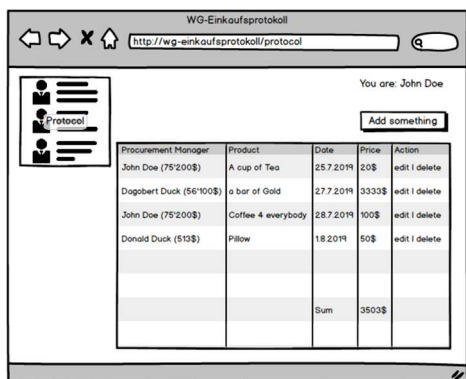 WG-Einkaufsprotokoll
http://wg-einkaufsprotokoll/protocol
You are: John Doe
Protocol
Add something
Procurement Manager Product Date Price Action
John Doe (75'200$) A cup of Tea 25.7.2019 20$ edit | delete
Dagobert Duck (56'100$) a bar of Gold 27.7.2019 3333$ edit | delete
John Doe (75'200$) Coffee 4 everybody 28.7.2019 100$ edit | delete
Donald Duck (513$) Pillow 1.8.2019 50$ edit | delete
Sum 3503$